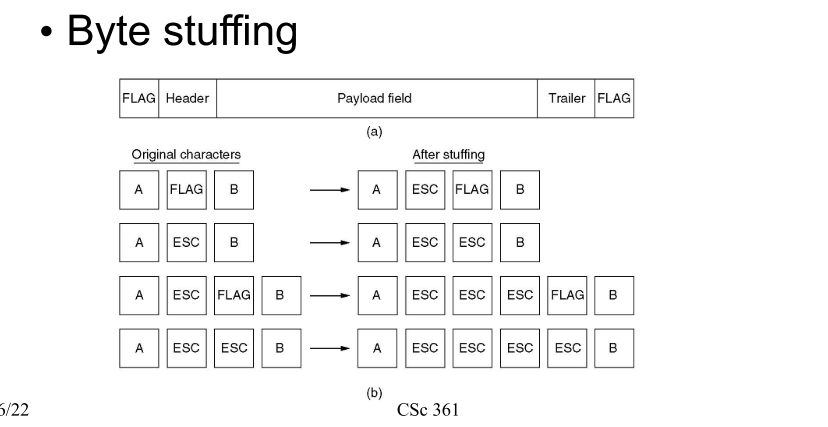 • Byte stuffing
FLAG Header Payload field Trailer FLAG
(a)
Original characters After stuffing
A FLAG B A ESC FLAG B
A ESC B A ESC ESC B
A ESC FLAG B A ESC ESC ESC FLAG B
A ESC ESC B A ESC ESC ESC ESC B
(b)
6/22 CSc 361